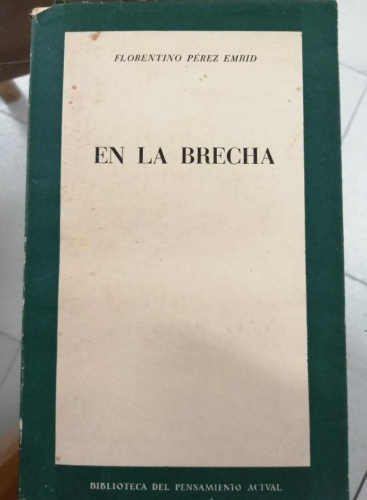 FLORENTINO PÉREZ EMBID
EN LA BRECHA
BIBLIOTECA DEL PENSAMIENTO ACTVAL